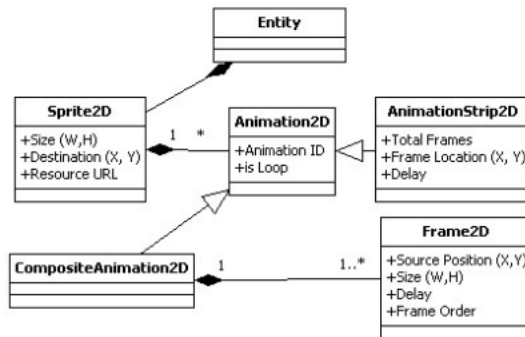 Entity
Sprite2D
+Size (W,H)
+Destination (X, Y)
+Resource URL
1
*
Animation2D
+Animation ID
+is Loop
AnimationStrip2D
+Total Frames
+Frame Location (X, Y)
+Delay
CompositeAnimation2D
1
1..*
Frame2D
+Source Position (X,Y)
+Size (W,H)
+Delay
+Frame Order